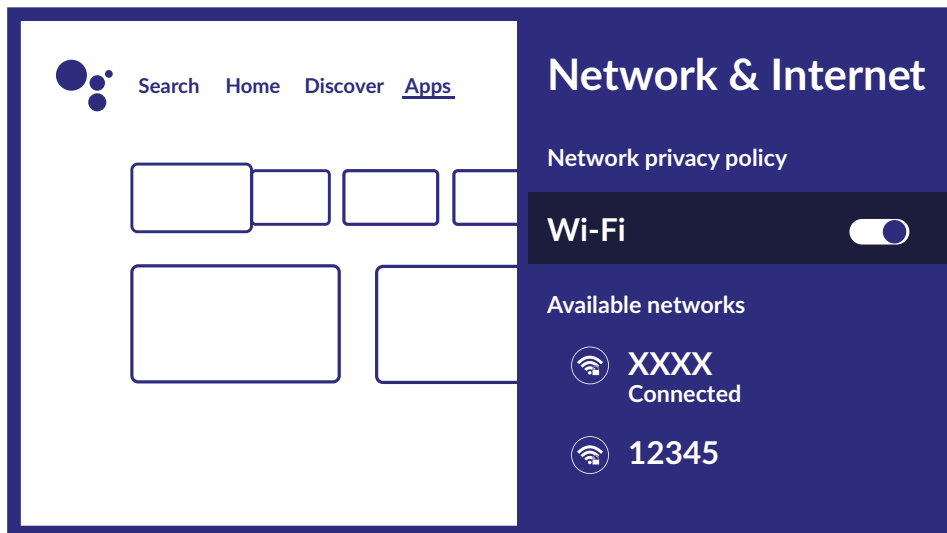 Search Home Discover Apps
Network & Internet
Network privacy policy
Wi-Fi
Available networks
XXXX
Connected
12345